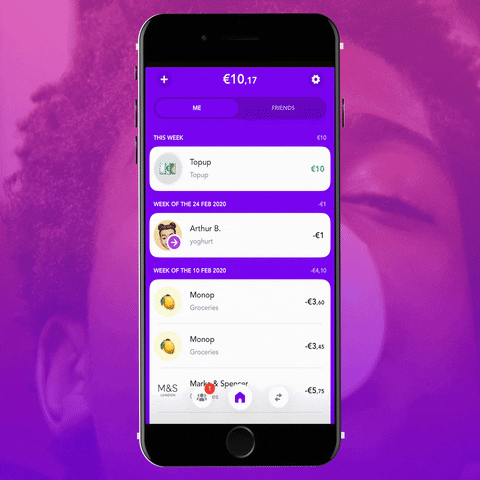 €10,17
ME FRIENDS
THIS WEEK €10
Topup
Topup €10
WEEK OF THE 24 FEB 2020 -€1
Arthur B.
yoghurt -€1
WEEK OF THE 10 FEB 2020 -€4,10
Monop
Groceries -€3,60
Monop
Groceries -€3,45
M&S
LONDON
Marks & Spencer -€5,75
1